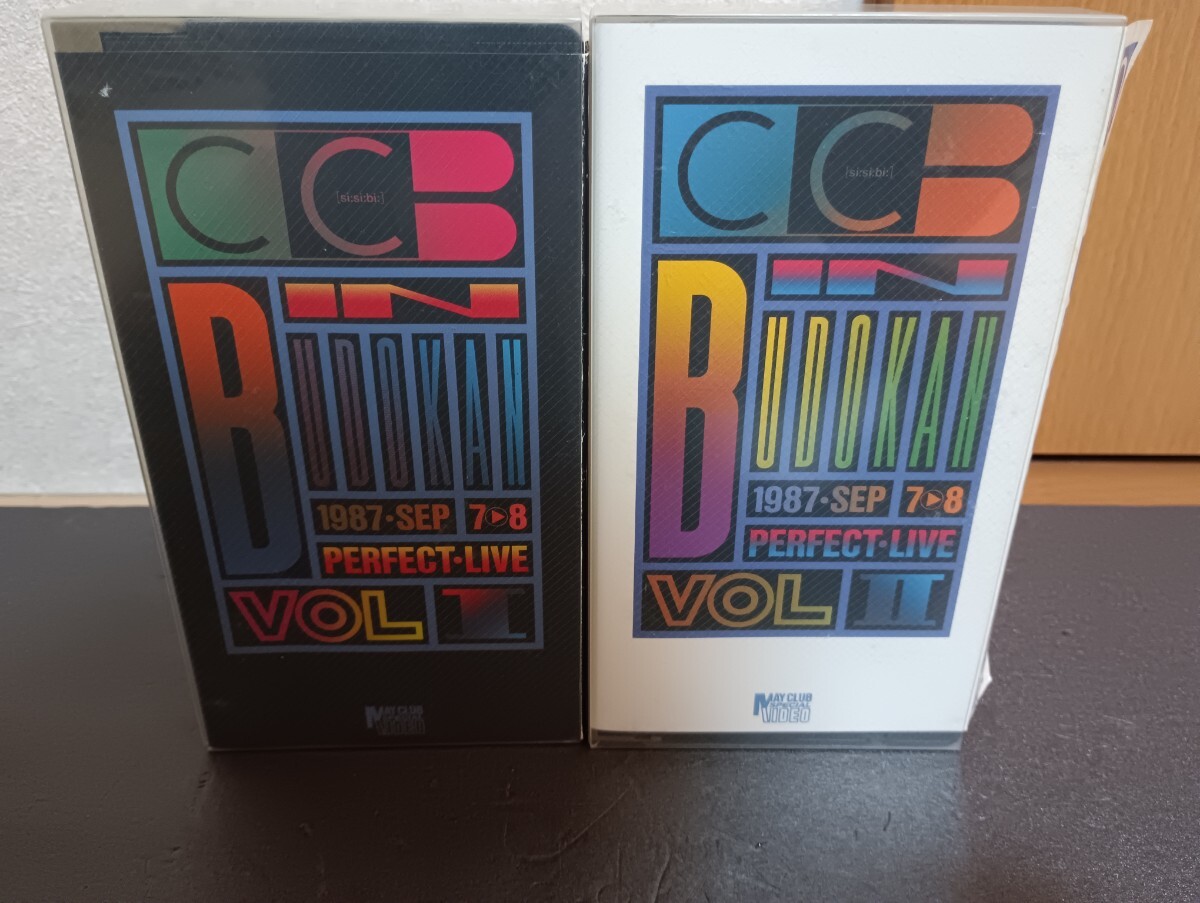 CCB
[si:si:bi:]
IN
BUDOKAN
1987・SEP 7▶8
PERFECT・LIVE
VOL I
MAY CLUB
SPECIAL
VIDEO
CCB
[si:si:bi:]
IN
BUDOKAN
1987・SEP 7▶8
PERFECT・LIVE
VOL II
MAY CLUB
SPECIAL
VIDEO